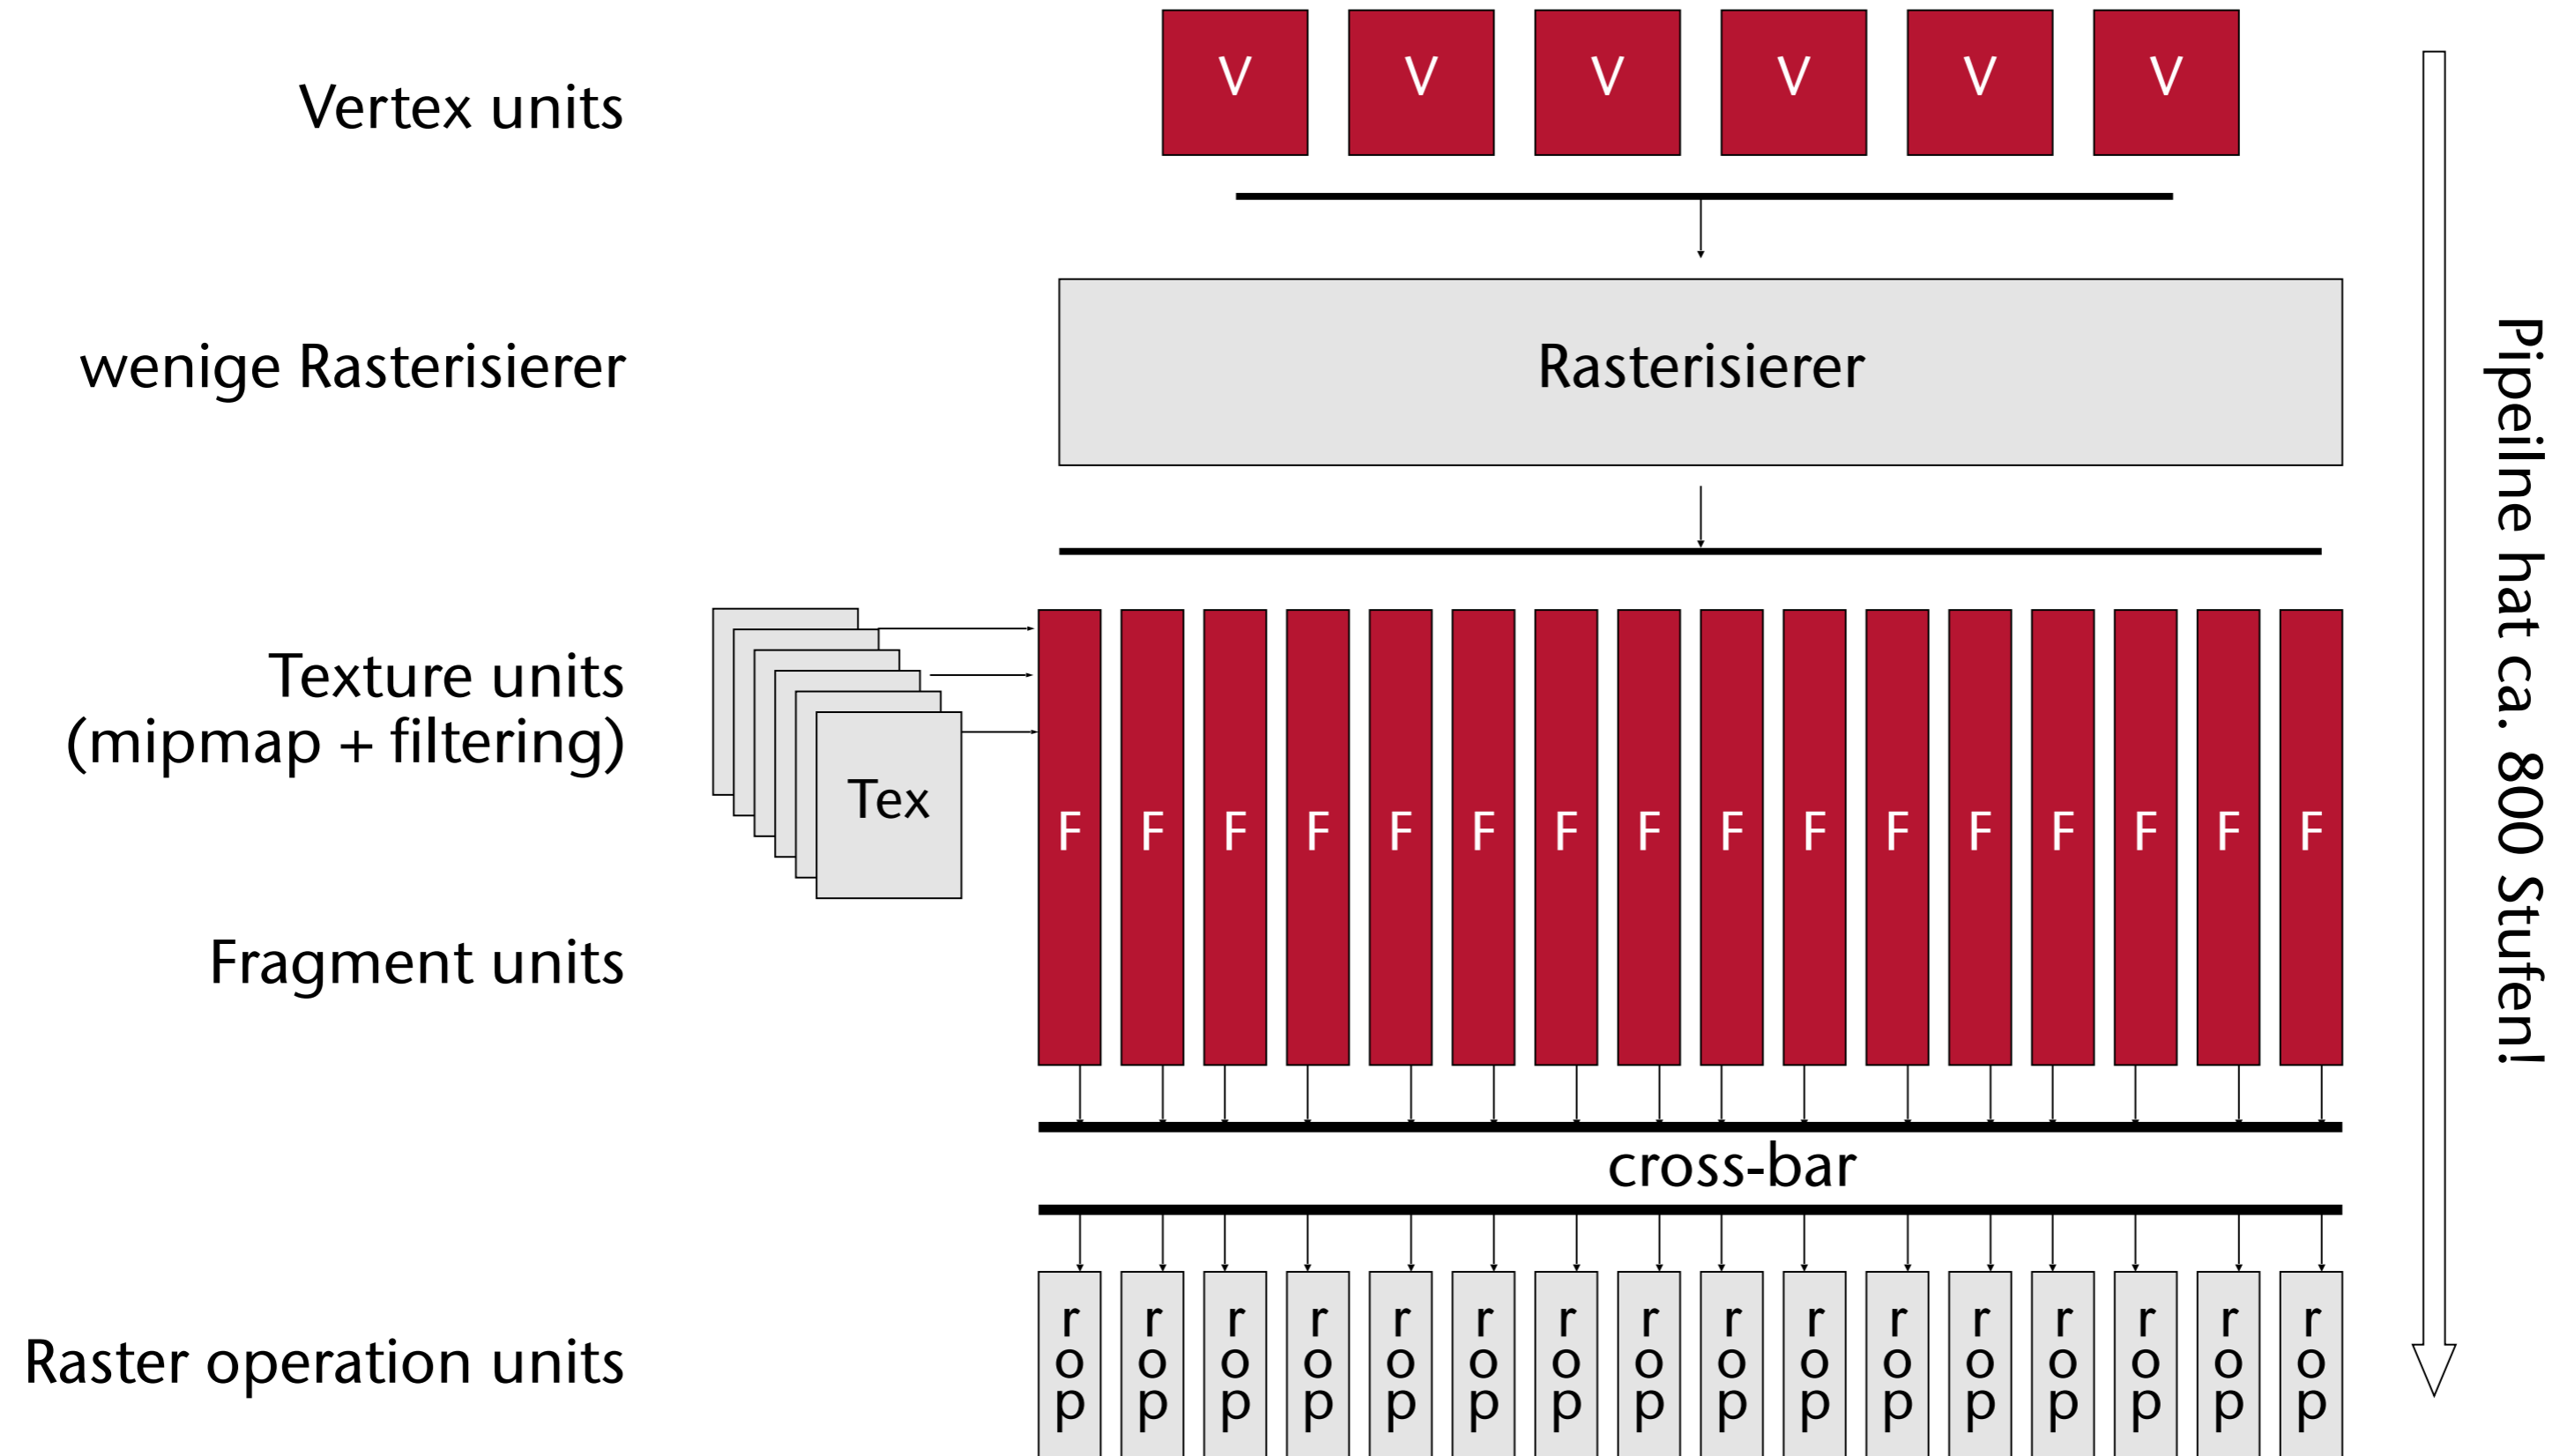 Vertex units
V V V V V V
wenige Rasterisierer
Rasterisierer
Texture units
(mipmap + filtering)
Tex
F F F F F F F F F F F F F F F F
Fragment units
cross-bar
Raster operation units
rop rop rop rop rop rop rop rop rop rop rop rop rop rop rop rop
Pipeilne hat ca. 800 Stufen!